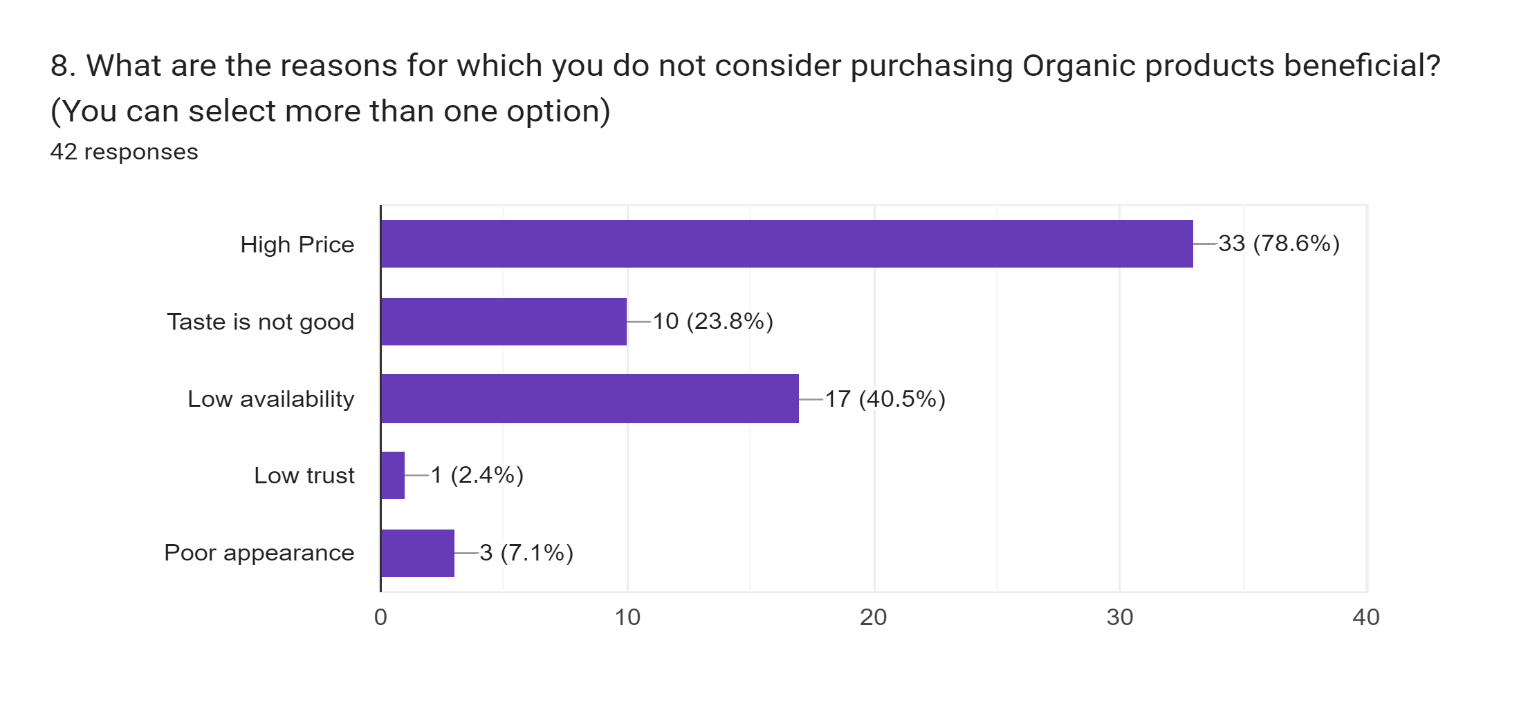 8. What are the reasons for which you do not consider purchasing Organic products beneficial?
(You can select more than one option)
42 responses
High Price
33 (78.6%)
Taste is not good
10 (23.8%)
Low availability
17 (40.5%)
Low trust
1 (2.4%)
Poor appearance
3 (7.1%)
0 10 20 30 40